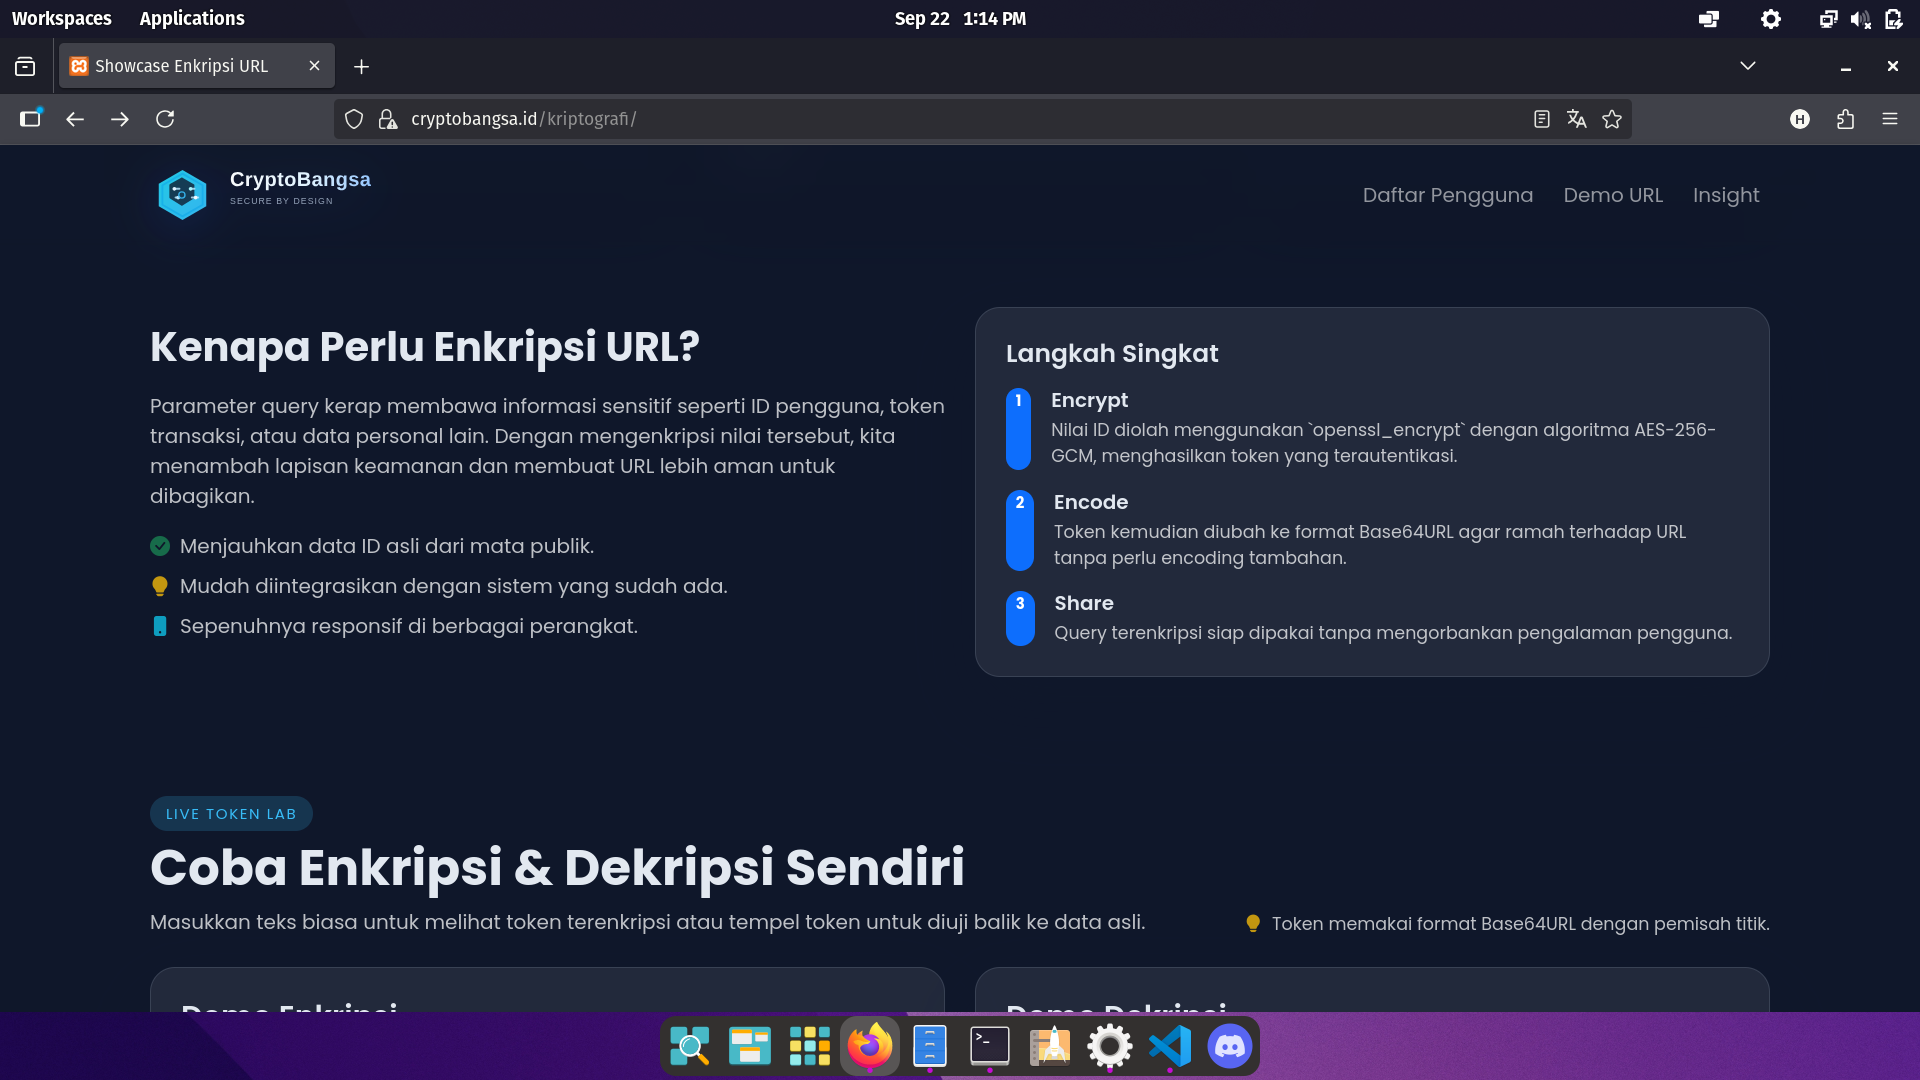 Workspaces Applications Sep 22 1:14 PM
Showcase Enkripsi URL
cryptobangsa.id/kriptografi/
H
CryptoBangsa
SECURE BY DESIGN
Daftar Pengguna Demo URL Insight
Kenapa Perlu Enkripsi URL?
Parameter query kerap membawa informasi sensitif seperti ID pengguna, token
transaksi, atau data personal lain. Dengan mengenkripsi nilai tersebut, kita
menambah lapisan keamanan dan membuat URL lebih aman untuk
dibagikan.
Menjauhkan data ID asli dari mata publik.
Mudah diintegrasikan dengan sistem yang sudah ada.
Sepenuhnya responsif di berbagai perangkat.
Langkah Singkat
1 Encrypt
Nilai ID diolah menggunakan `openssl_encrypt` dengan algoritma AES-256-
GCM, menghasilkan token yang terautentikasi.
2 Encode
Token kemudian diubah ke format Base64URL agar ramah terhadap URL
tanpa perlu encoding tambahan.
3 Share
Query terenkripsi siap dipakai tanpa mengorbankan pengalaman pengguna.
LIVE TOKEN LAB
Coba Enkripsi & Dekripsi Sendiri
Masukkan teks biasa untuk melihat token terenkripsi atau tempel token untuk diuji balik ke data asli.
Token memakai format Base64URL dengan pemisah titik.
Demo Enkripsi
Demo Dekripsi